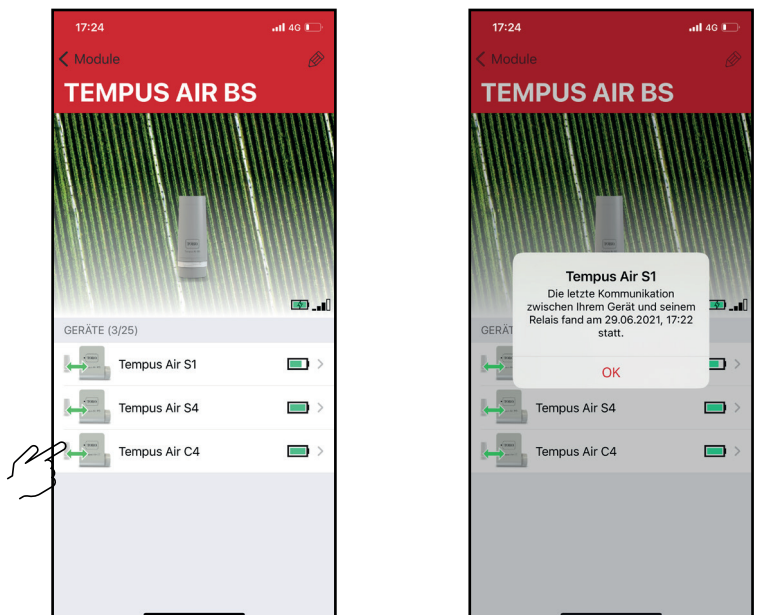 17:24
4G
Module
TEMPUS AIR BS
GERÄTE (3/25)
Tempus Air S1
Tempus Air S4
Tempus Air C4
17:24
4G
Module
TEMPUS AIR BS
Tempus Air S1
Die letzte Kommunikation
zwischen Ihrem Gerät und seinem
Relais fand am 29.06.2021, 17:22
statt.
OK
GERÄT
Tempus Air S4
Tempus Air C4